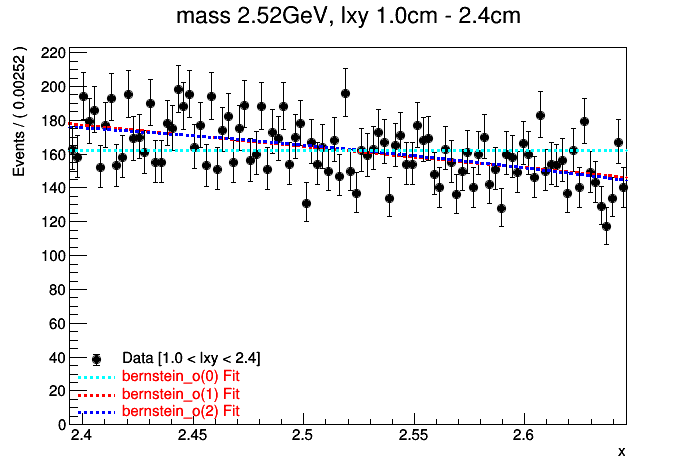 mass 2.52GeV, lxy 1.0cm - 2.4cm
Events / ( 0.00252 )
220
200
180
160
140
120
100
80
60
40
20
0
Data [1.0 < lxy < 2.4]
bernstein_o(0) Fit
bernstein_o(1) Fit
bernstein_o(2) Fit
2.4 2.45 2.5 2.55 2.6
x